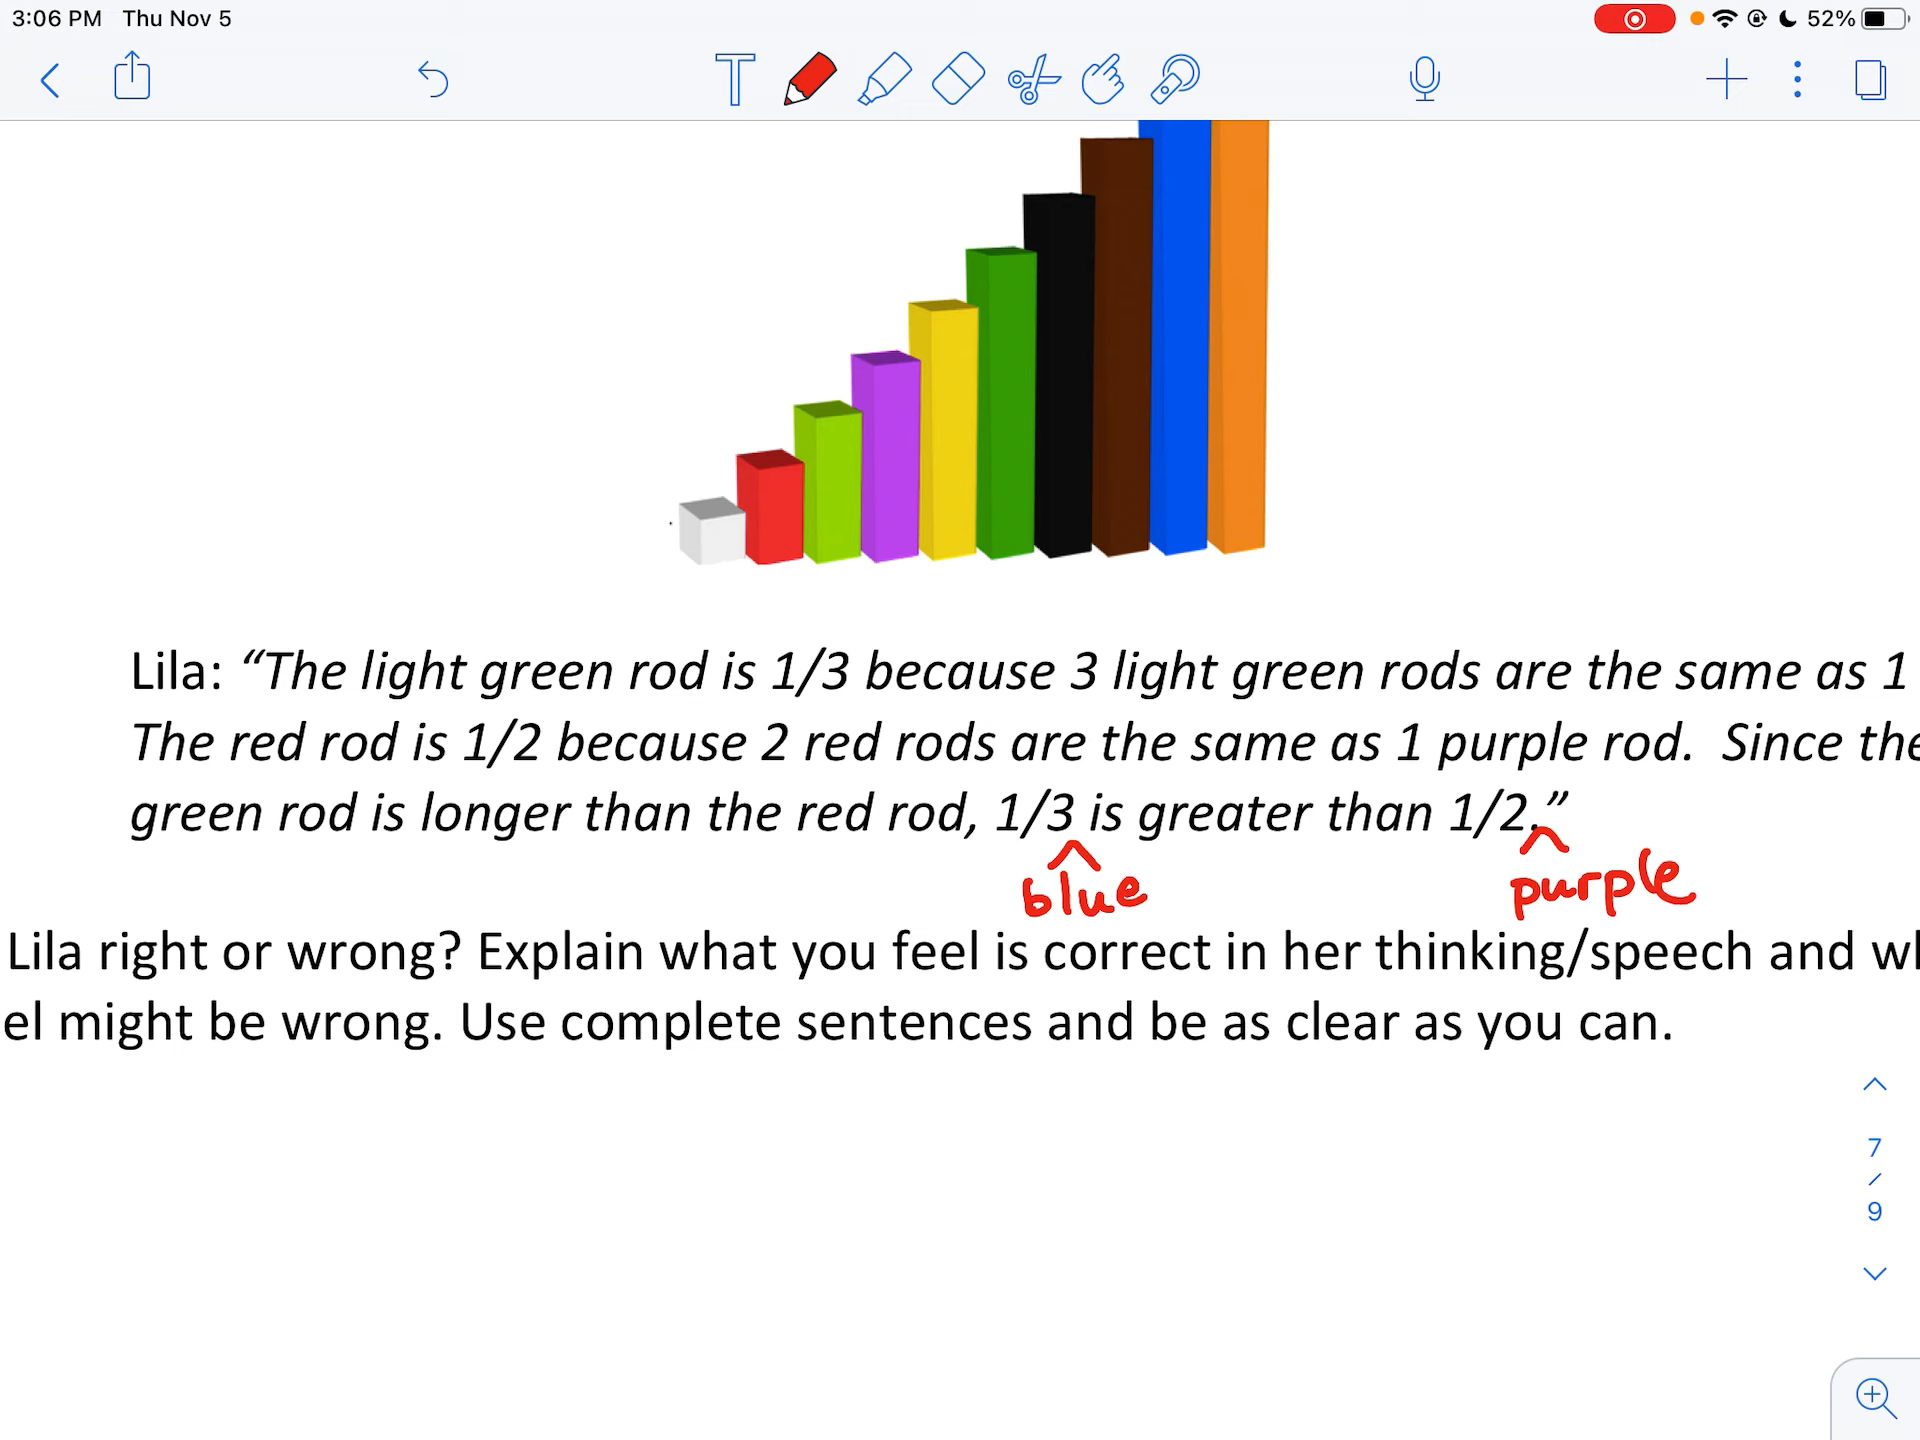 3:06 PM Thu Nov 5
52%
T
Lila: “The light green rod is 1/3 because 3 light green rods are the same as 1
The red rod is 1/2 because 2 red rods are the same as 1 purple rod. Since the
green rod is longer than the red rod, 1/3 is greater than 1/2.”
blue purple
Lila right or wrong? Explain what you feel is correct in her thinking/speech and wh
el might be wrong. Use complete sentences and be as clear as you can.
7
/
9